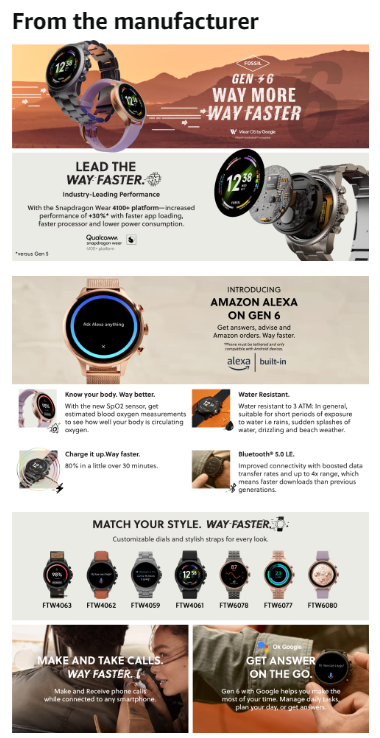 From the manufacturer
FOSSIL
GEN 6
WAY MORE
WAY FASTER
Wear OS by Google
LEAD THE
WAY FASTER.
Industry-Leading Performance
With the Snapdragon Wear 4100+ platform—increased
performance of +30%* with faster app loading,
faster processor and lower power consumption.
Qualcomm
snapdragon wear
4100+ platform
*versus Gen 5
12:58
INTRODUCING
AMAZON ALEXA
ON GEN 6
Get answers, advise and
Amazon orders. Way faster.
*Phone must be tethered and only
compatible with Android devices.
alexa built-in
Ask Alexa anything
Know your body. Way better.
With the new SpO2 sensor, get
estimated blood oxygen measurements
to see how well your body is circulating
oxygen.
Water Resistant.
Water resistant to 3 ATM: In general,
suitable for short periods of exposure
to water i.e rains, sudden splashes of
water, drizzling and beach weather.
Charge it up.Way faster.
80% in a little over 30 minutes.
Bluetooth® 5.0 LE.
Improved connectivity with boosted data
transfer rates and up to 4x range, which
means faster downloads than previous
generations.
MATCH YOUR STYLE. WAY FASTER.
Customizable dials and stylish straps for every look.
FTW4063 FTW4062 FTW4059 FTW4061 FTW6078 FTW6077 FTW6080
MAKE AND TAKE CALLS.
WAY FASTER.
Make and Receive phone calls
while connected to any smartphone.
Ok Google
GET ANSWER
ON THE GO.
Gen 6 with Google helps you make the
most of your time. Manage daily tasks,
plan your day, or get answers.